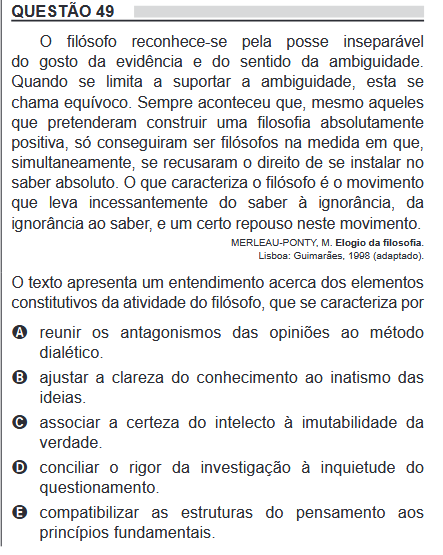 QUESTÃO 49
O filósofo reconhece-se pela posse inseparável
do gosto da evidência e do sentido da ambiguidade.
Quando se limita a suportar a ambiguidade, esta se
chama equívoco. Sempre aconteceu que, mesmo aqueles
que pretenderam construir uma filosofia absolutamente
positiva, só conseguiram ser filósofos na medida em que,
simultaneamente, se recusaram o direito de se instalar no
saber absoluto. O que caracteriza o filósofo é o movimento
que leva incessantemente do saber à ignorância, da
ignorância ao saber, e um certo repouso neste movimento.
MERLEAU-PONTY, M. Elogio da filosofia.
Lisboa: Guimarães, 1998 (adaptado).
O texto apresenta um entendimento acerca dos elementos
constitutivos da atividade do filósofo, que se caracteriza por
A reunir os antagonismos das opiniões ao método
dialético.
B ajustar a clareza do conhecimento ao inatismo das
ideias.
C associar a certeza do intelecto à imutabilidade da
verdade.
D conciliar o rigor da investigação à inquietude do
questionamento.
E compatibilizar as estruturas do pensamento aos
princípios fundamentais.